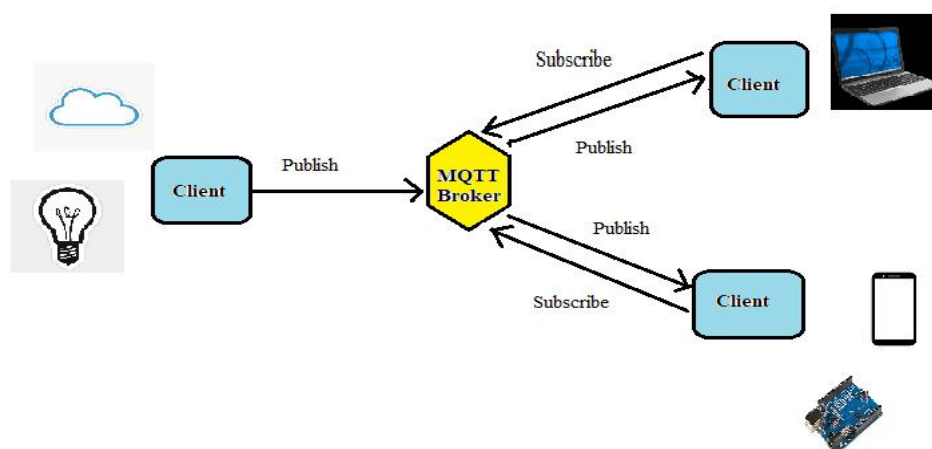 Subscribe
Client
Publish
Publish
MQTT
Broker
Client
Publish
Client
Subscribe